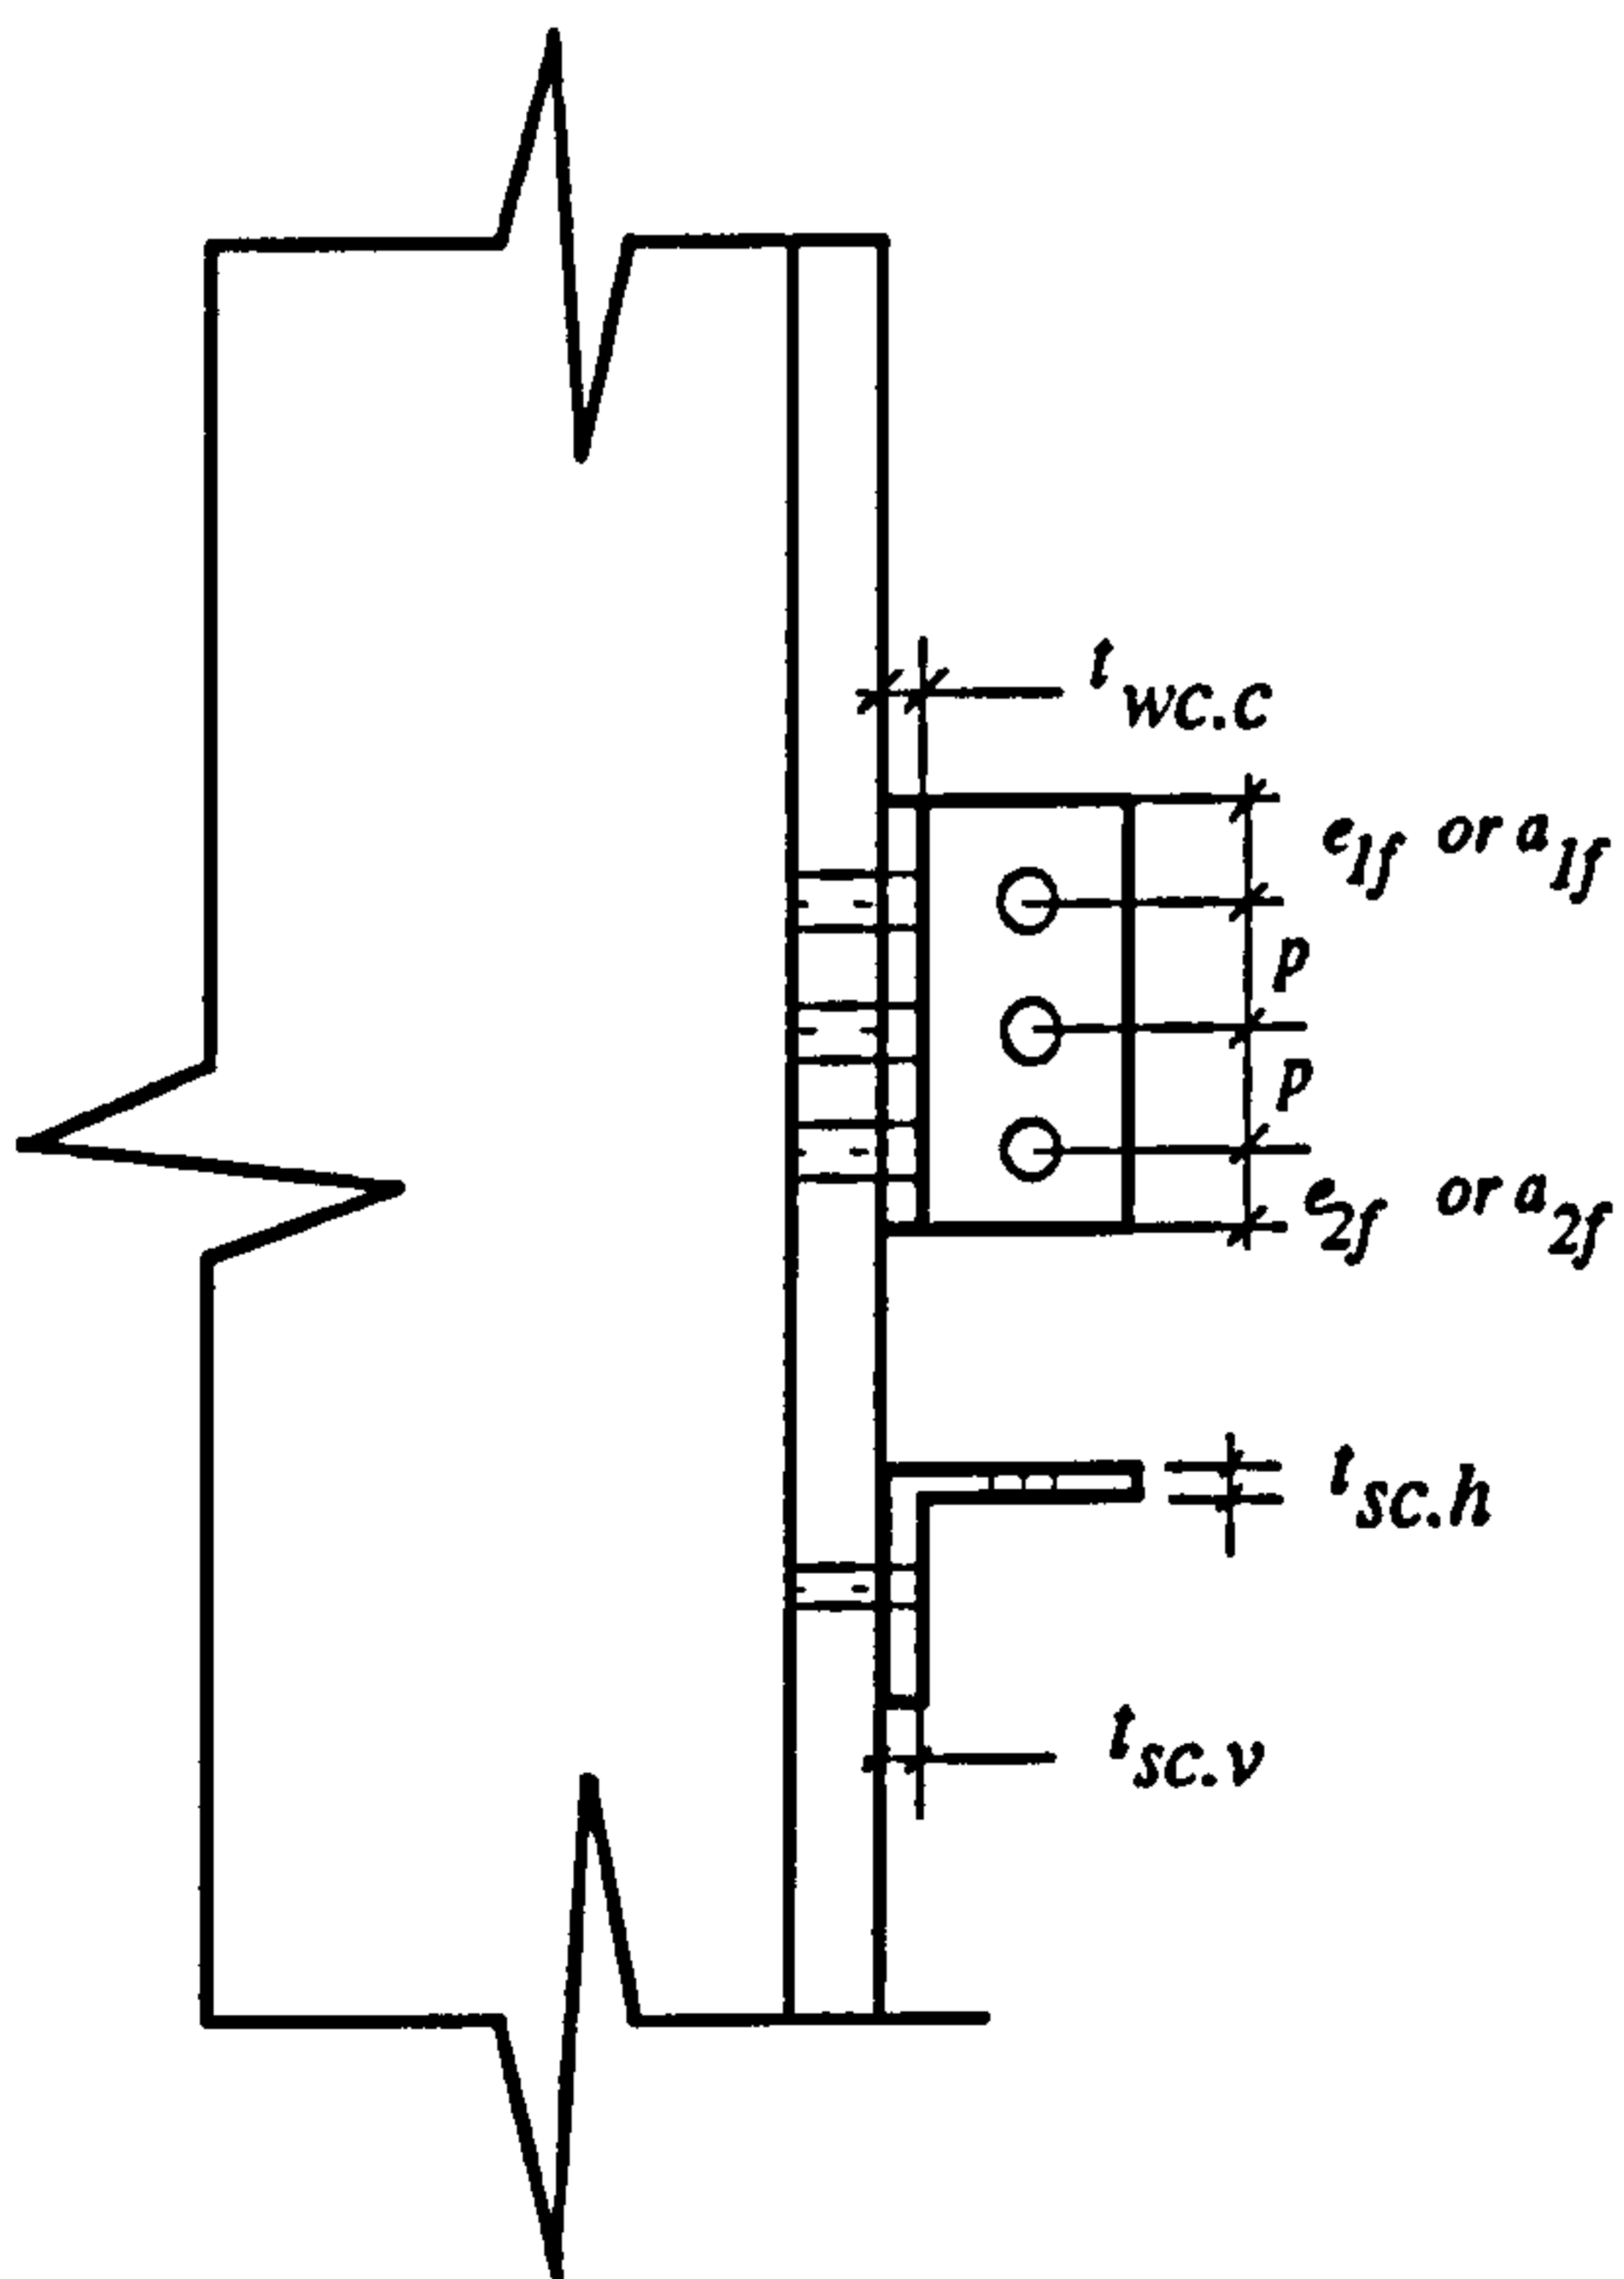 t wc.c
e1f or a1f
p
p
e2f or a2f
t sc.h
t sc.v